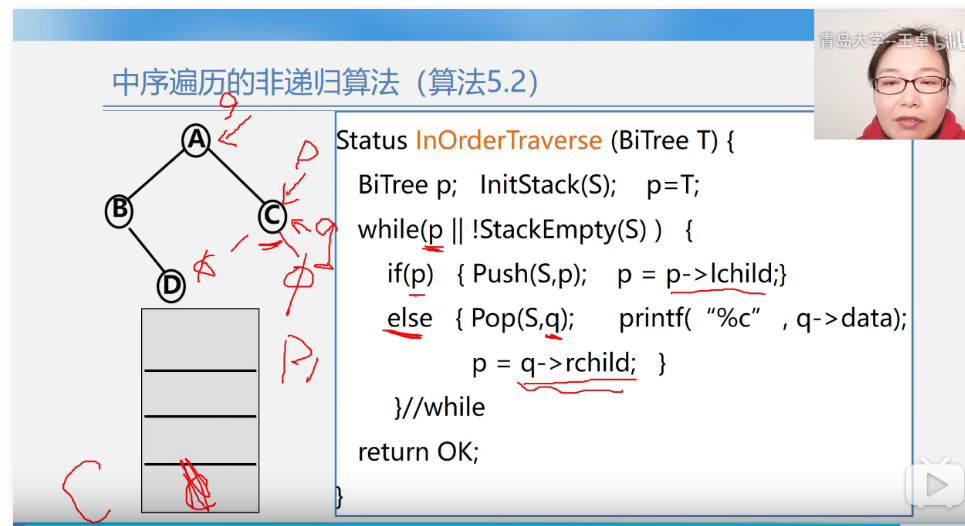 青岛大学--王卓
中序遍历的非递归算法（算法5.2）
q
A
P
B
C
q
D
P
C
Status InOrderTraverse (BiTree T) {
BiTree p; InitStack(S); p=T;
while(p || !StackEmpty(S) ) {
if(p) { Push(S,p); p = p->lchild;}
else { Pop(S,q); printf( “%c” , q->data);
p = q->rchild; }
}//while
return OK;
}